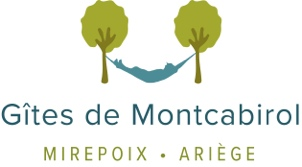 Gîtes de Montcabirol
MIREPOIX • ARIÈGE